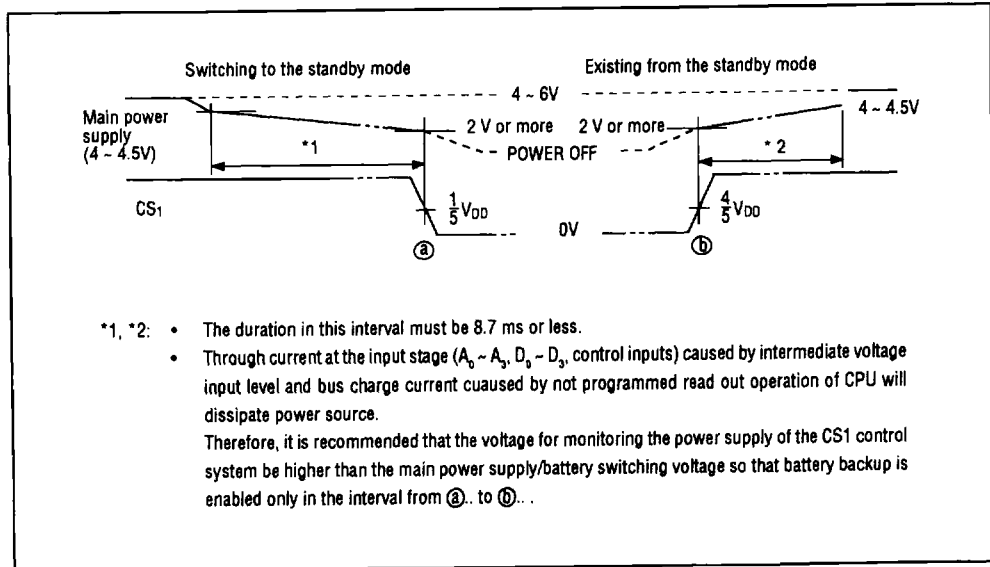 Switching to the standby mode
Existing from the standby mode
4 ~ 6V
4 ~ 4.5V
Main power
supply
(4 ~ 4.5V)
*1
2 V or more
2 V or more
*2
POWER OFF
CS1
1/5 VDD
4/5 VDD
0V
ⓐ
ⓑ
*1, *2: • The duration in this interval must be 8.7 ms or less.
• Through current at the input stage (A0 ~ A3, D0 ~ D3, control inputs) caused by intermediate voltage
input level and bus charge current cuaused by not programmed read out operation of CPU will
dissipate power source.
Therefore, it is recommended that the voltage for monitoring the power supply of the CS1 control
system be higher than the main power supply/battery switching voltage so that battery backup is
enabled only in the interval from ⓐ.. to ⓑ.. .